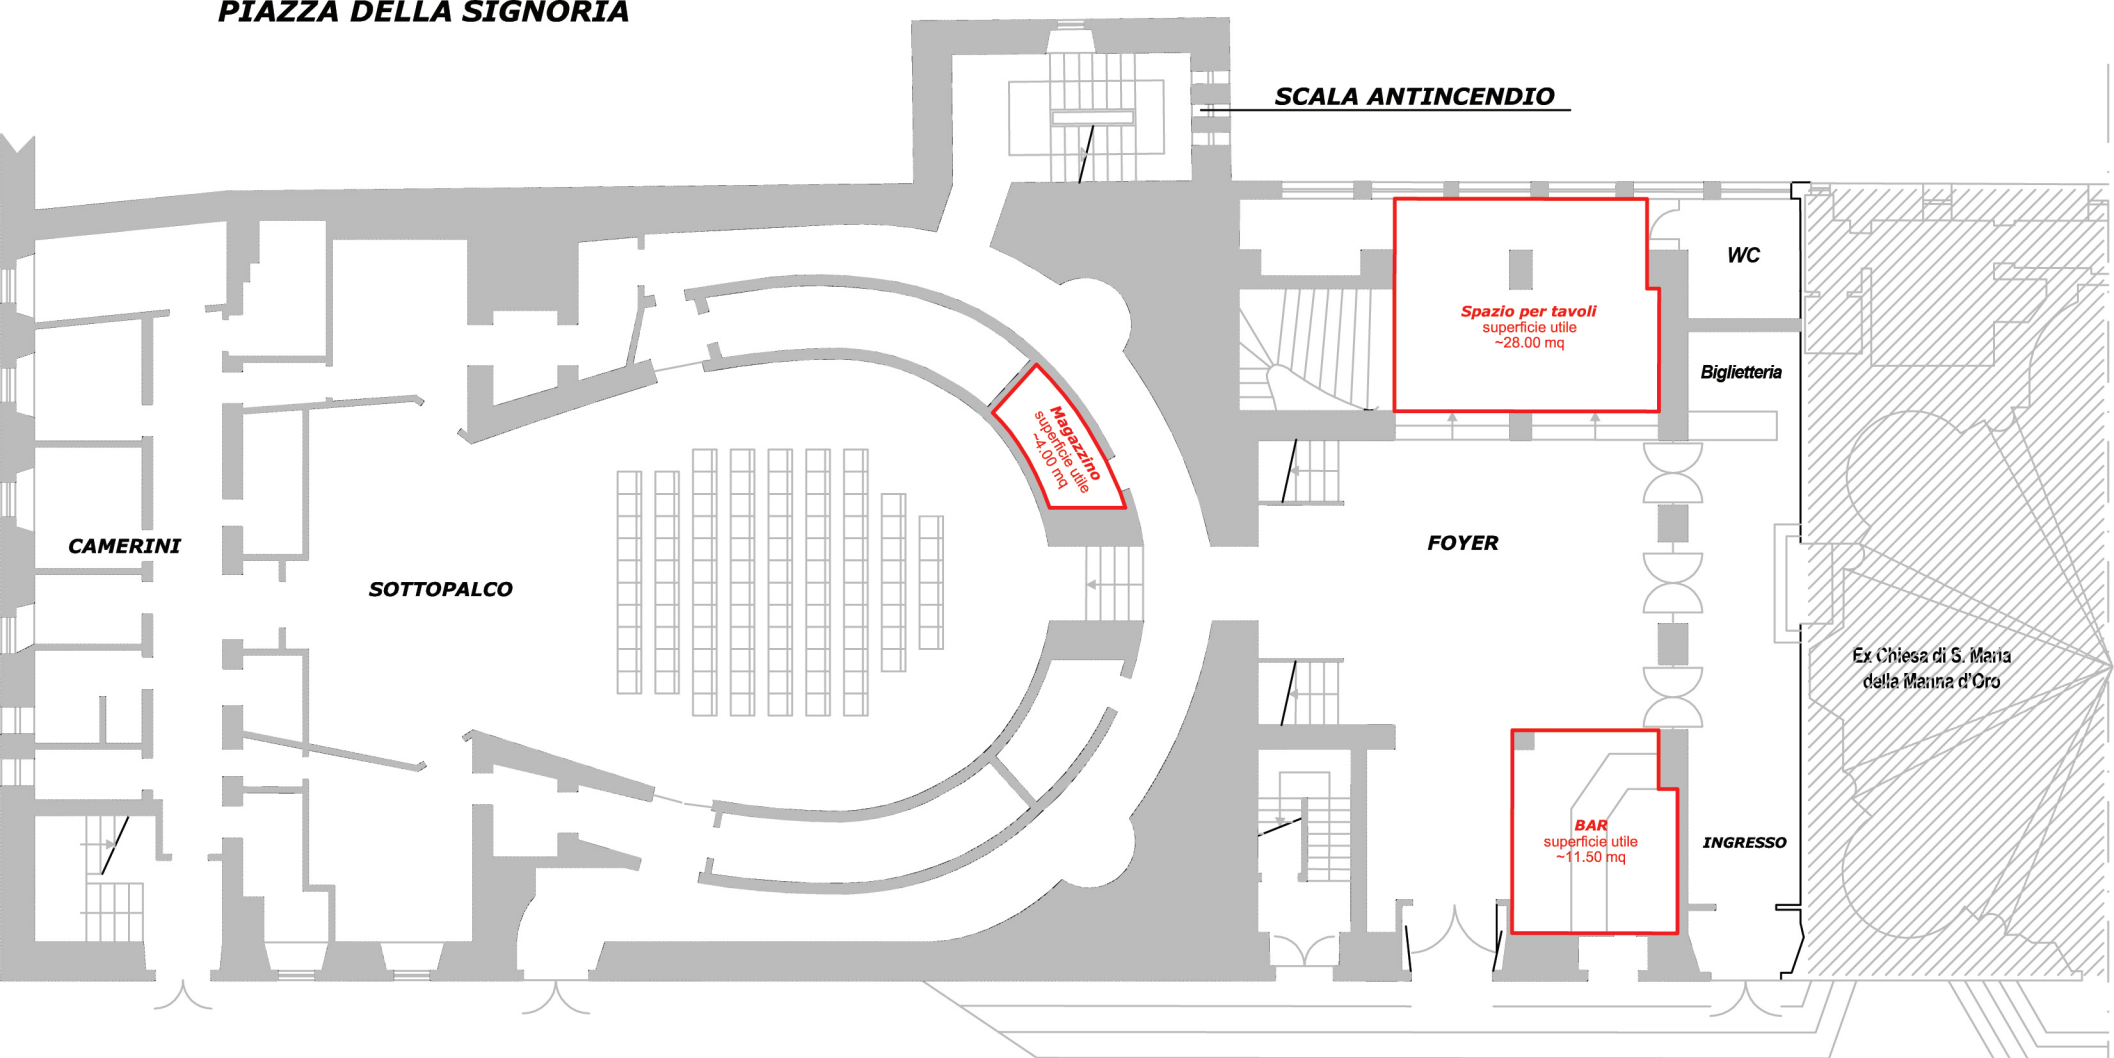 PIAZZA DELLA SIGNORIA
SCALA ANTINCENDIO
WC
Spazio per tavoli
superficie utile
~28.00 mq
Biglietteria
Magazzino
superficie utile
~4.00 mq
CAMERINI
SOTTOPALCO
FOYER
Ex Chiesa di S. Maria
della Manna d'Oro
BAR
superficie utile
~11.50 mq
INGRESSO